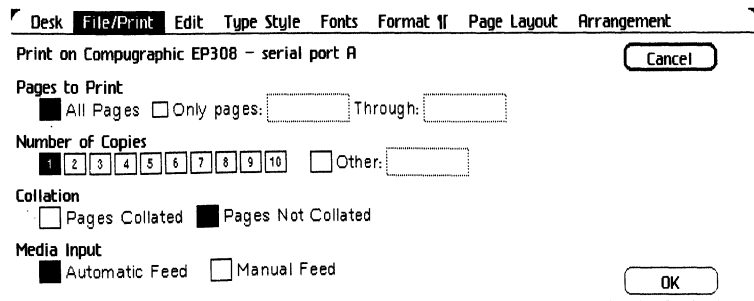 Desk File/Print Edit Type Style Fonts Format ¶ Page Layout Arrangement
Print on Compugraphic EP308 – serial port A
Cancel
Pages to Print
All Pages Only pages: Through:
Number of Copies
1 2 3 4 5 6 7 8 9 10 Other:
Collation
Pages Collated Pages Not Collated
Media Input
Automatic Feed Manual Feed
OK